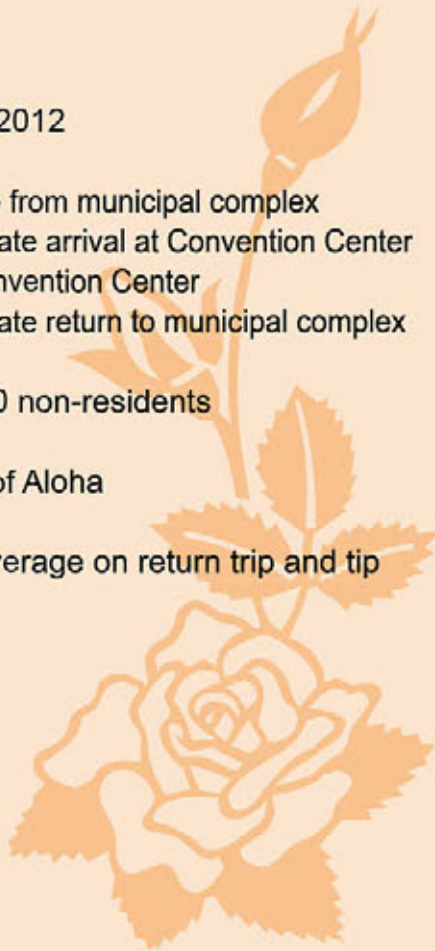 2012
from municipal complex
ate arrival at Convention Center
nvention Center
ate return to municipal complex
0 non-residents
of Aloha
verage on return trip and tip